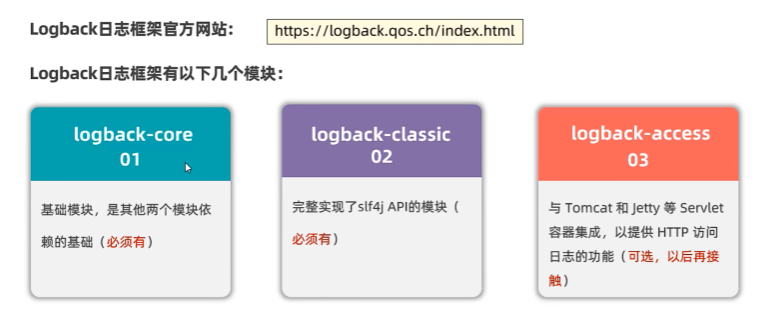 Logback日志框架官方网站：
https://logback.qos.ch/index.html
Logback日志框架有以下几个模块：
logback-core
01
基础模块，是其他两个模块依
赖的基础（必须有）
logback-classic
02
完整实现了slf4j API的模块（
必须有）
logback-access
03
与 Tomcat 和 Jetty 等 Servlet
容器集成，以提供 HTTP 访问
日志的功能（可选，以后再接
触）